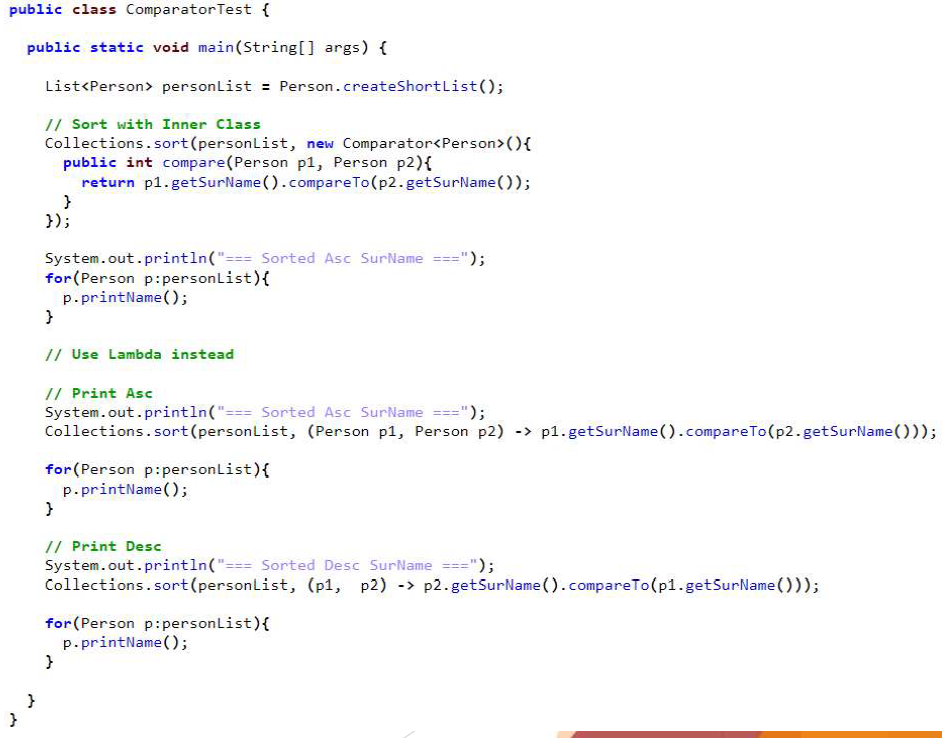 public class ComparatorTest {
public static void main(String[] args) {
List<Person> personList = Person.createShortList();
// Sort with Inner Class
Collections.sort(personList, new Comparator<Person>(){
public int compare(Person p1, Person p2){
return p1.getSurName().compareTo(p2.getSurName());
}
});
System.out.println("=== Sorted Asc SurName ===");
for(Person p:personList){
p.printName();
}
// Use Lambda instead
// Print Asc
System.out.println("=== Sorted Asc SurName ===");
Collections.sort(personList, (Person p1, Person p2) -> p1.getSurName().compareTo(p2.getSurName()));
for(Person p:personList){
p.printName();
}
// Print Desc
System.out.println("=== Sorted Desc SurName ===");
Collections.sort(personList, (p1,  p2) -> p2.getSurName().compareTo(p1.getSurName()));
for(Person p:personList){
p.printName();
}
}
}